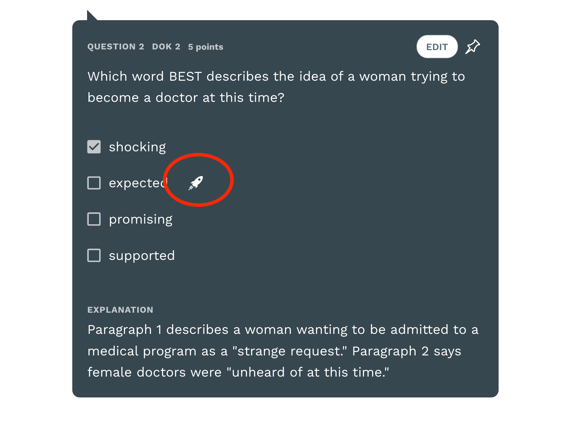 QUESTION 2 DOK 2 5 points
EDIT
Which word BEST describes the idea of a woman trying to
become a doctor at this time?
shocking
expected
promising
supported
EXPLANATION
Paragraph 1 describes a woman wanting to be admitted to a
medical program as a "strange request." Paragraph 2 says
female doctors were "unheard of at this time."